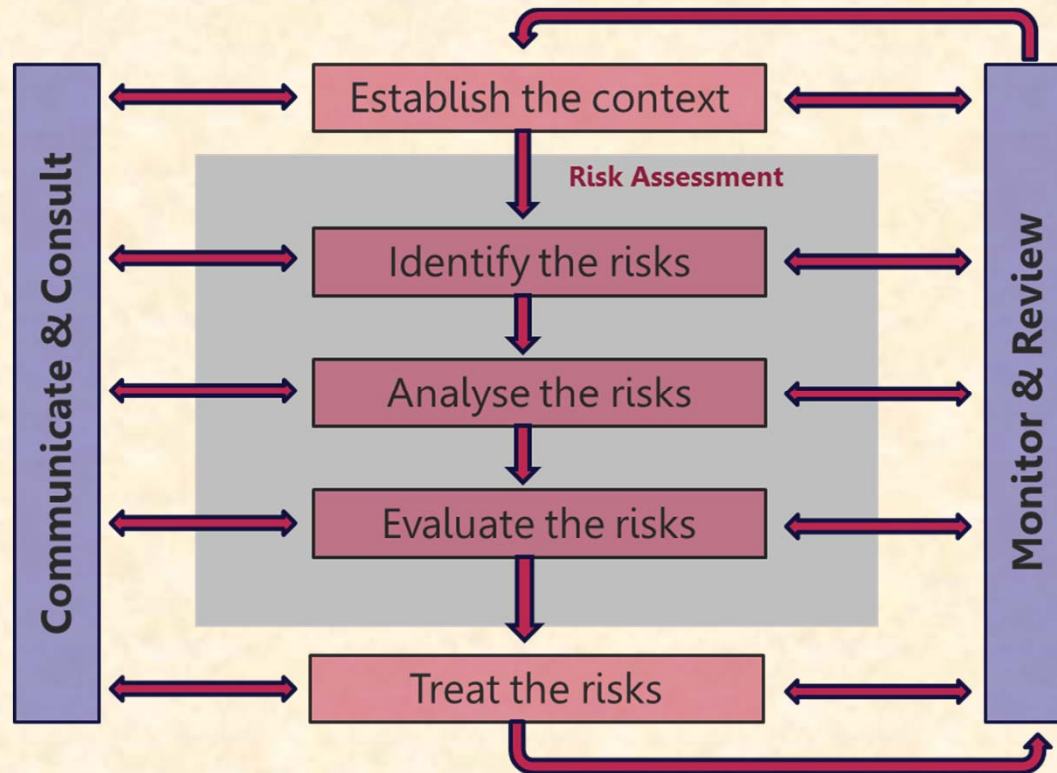 Establish the context
Risk Assessment
Identify the risks
Analyse the risks
Evaluate the risks
Treat the risks
Communicate & Consult
Monitor & Review